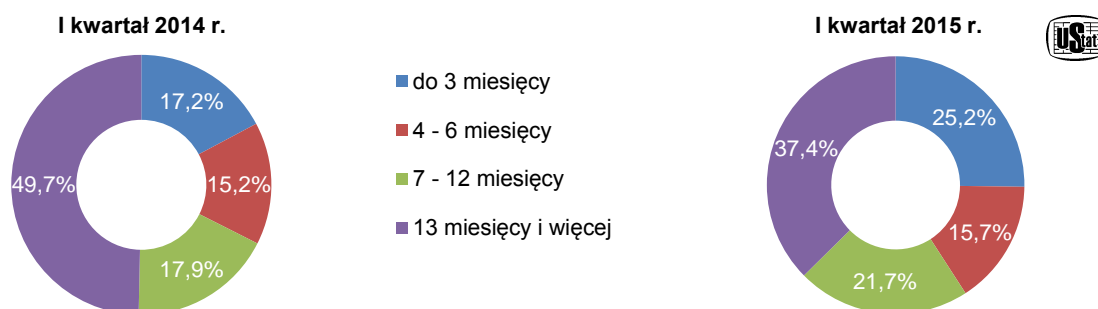 I kwartał 2014 r.
17,2%
15,2%
17,9%
49,7%
do 3 miesięcy
4 - 6 miesięcy
7 - 12 miesięcy
13 miesięcy i więcej
I kwartał 2015 r.
25,2%
15,7%
21,7%
37,4%
UStat